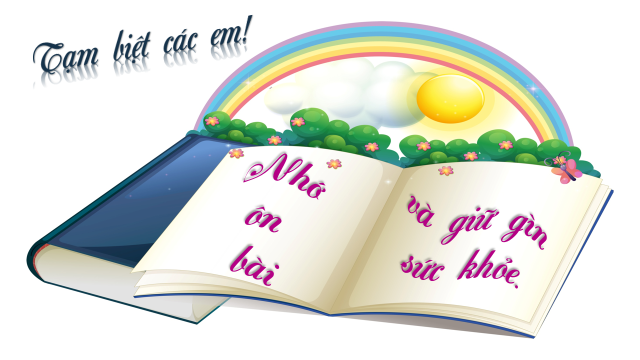 Tạm biệt các em!
Nhớ
ôn
bài
và giữ gìn
sức khỏe.